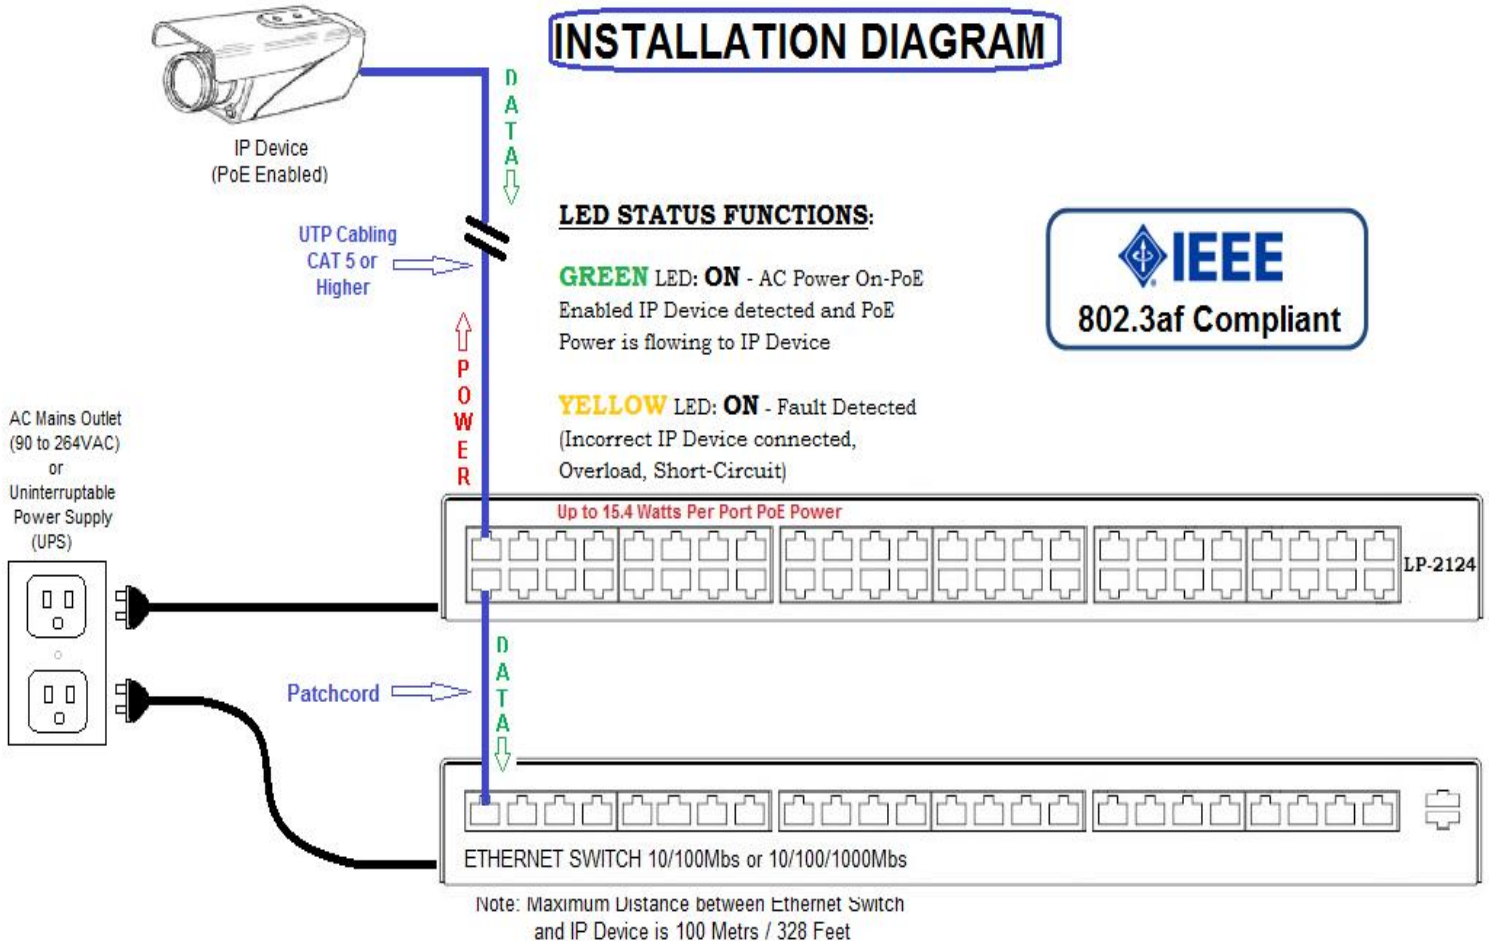 INSTALLATION DIAGRAM
DATA
IP Device
(PoE Enabled)
UTP Cabling
CAT 5 or
Higher
LED STATUS FUNCTIONS:
GREEN LED: ON - AC Power On-PoE
Enabled IP Device detected and PoE
Power is flowing to IP Device
IEEE
802.3af Compliant
POWER
YELLOW LED: ON - Fault Detected
(Incorrect IP Device connected,
Overload, Short-Circuit)
AC Mains Outlet
(90 to 264VAC)
or
Uninterruptable
Power Supply
(UPS)
Up to 15.4 Watts Per Port PoE Power
LP-2124
DATA
Patchcord
ETHERNET SWITCH 10/100Mbs or 10/100/1000Mbs
Note: Maximum Distance between Ethernet Switch
and IP Device is 100 Metrs / 328 Feet